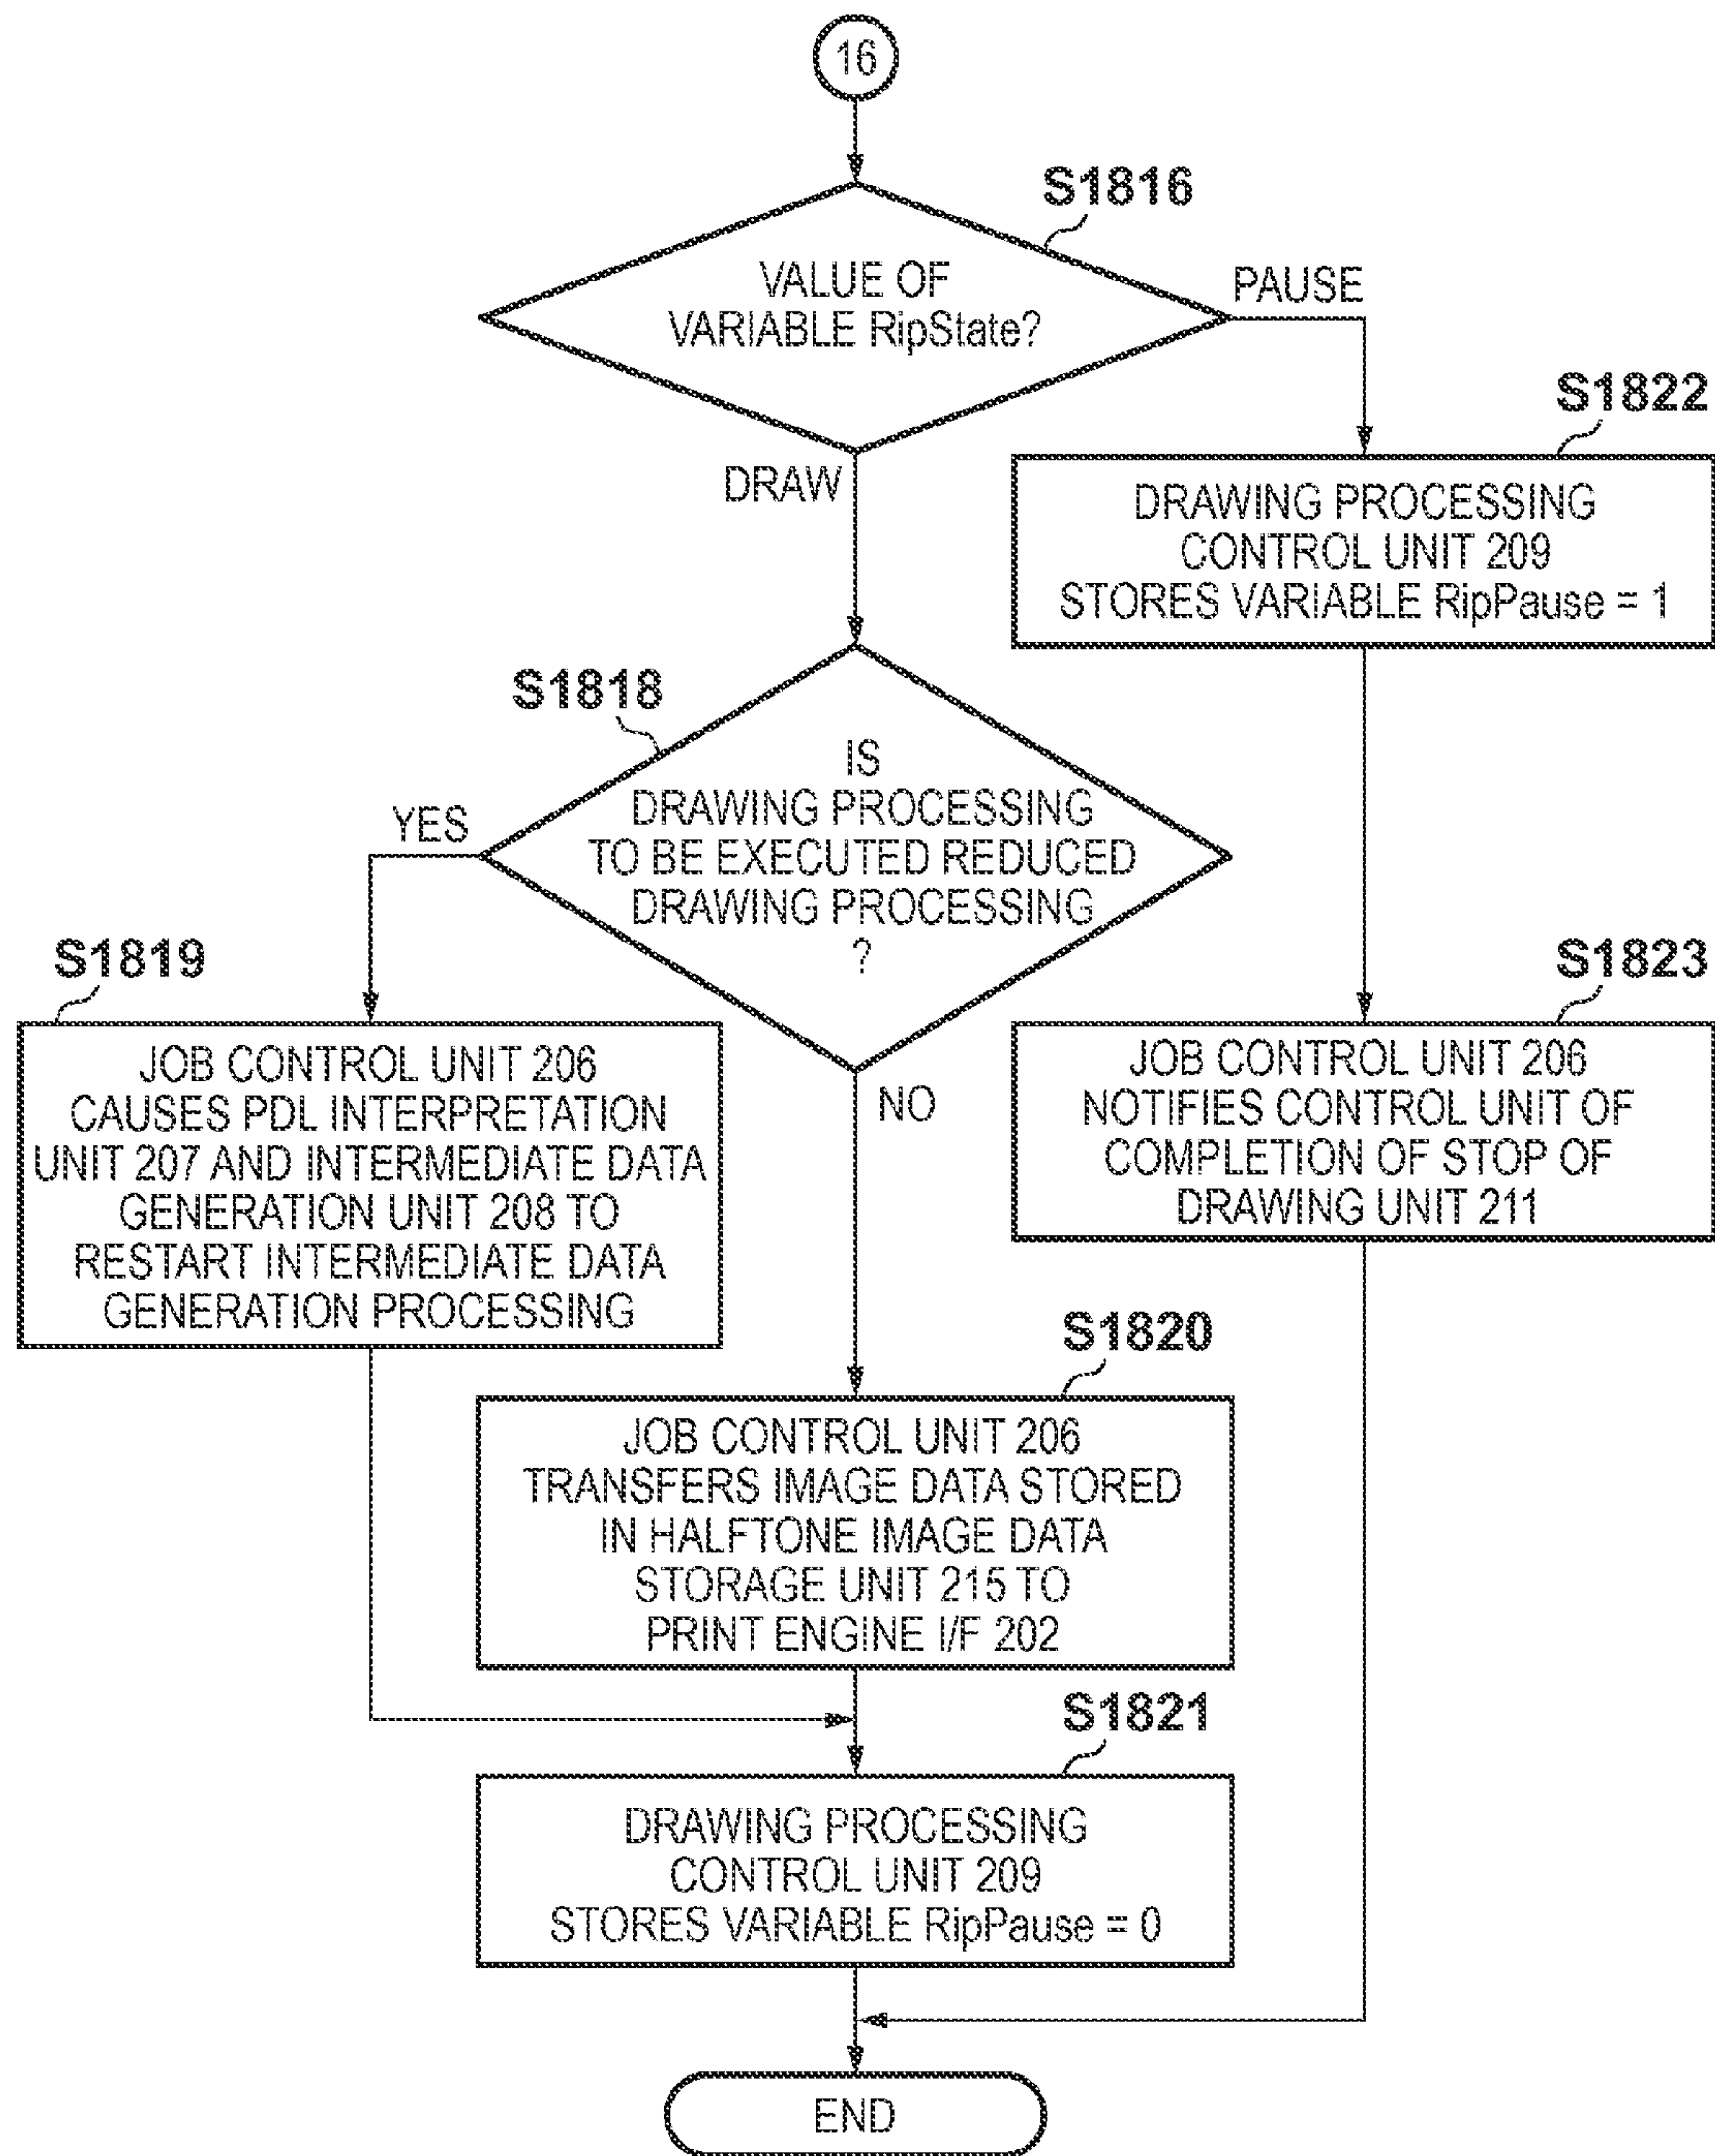 16
S1816
VALUE OF
VARIABLE RipState?
PAUSE
DRAW
S1822
DRAWING PROCESSING
CONTROL UNIT 209
STORES VARIABLE RipPause = 1
S1818
IS
DRAWING PROCESSING
TO BE EXECUTED REDUCED
DRAWING PROCESSING
?
YES
NO
S1819
JOB CONTROL UNIT 206
CAUSES PDL INTERPRETATION
UNIT 207 AND INTERMEDIATE DATA
GENERATION UNIT 208 TO
RESTART INTERMEDIATE DATA
GENERATION PROCESSING
S1823
JOB CONTROL UNIT 206
NOTIFIES CONTROL UNIT OF
COMPLETION OF STOP OF
DRAWING UNIT 211
S1820
JOB CONTROL UNIT 206
TRANSFERS IMAGE DATA STORED
IN HALFTONE IMAGE DATA
STORAGE UNIT 215 TO
PRINT ENGINE I/F 202
S1821
DRAWING PROCESSING
CONTROL UNIT 209
STORES VARIABLE RipPause = 0
END